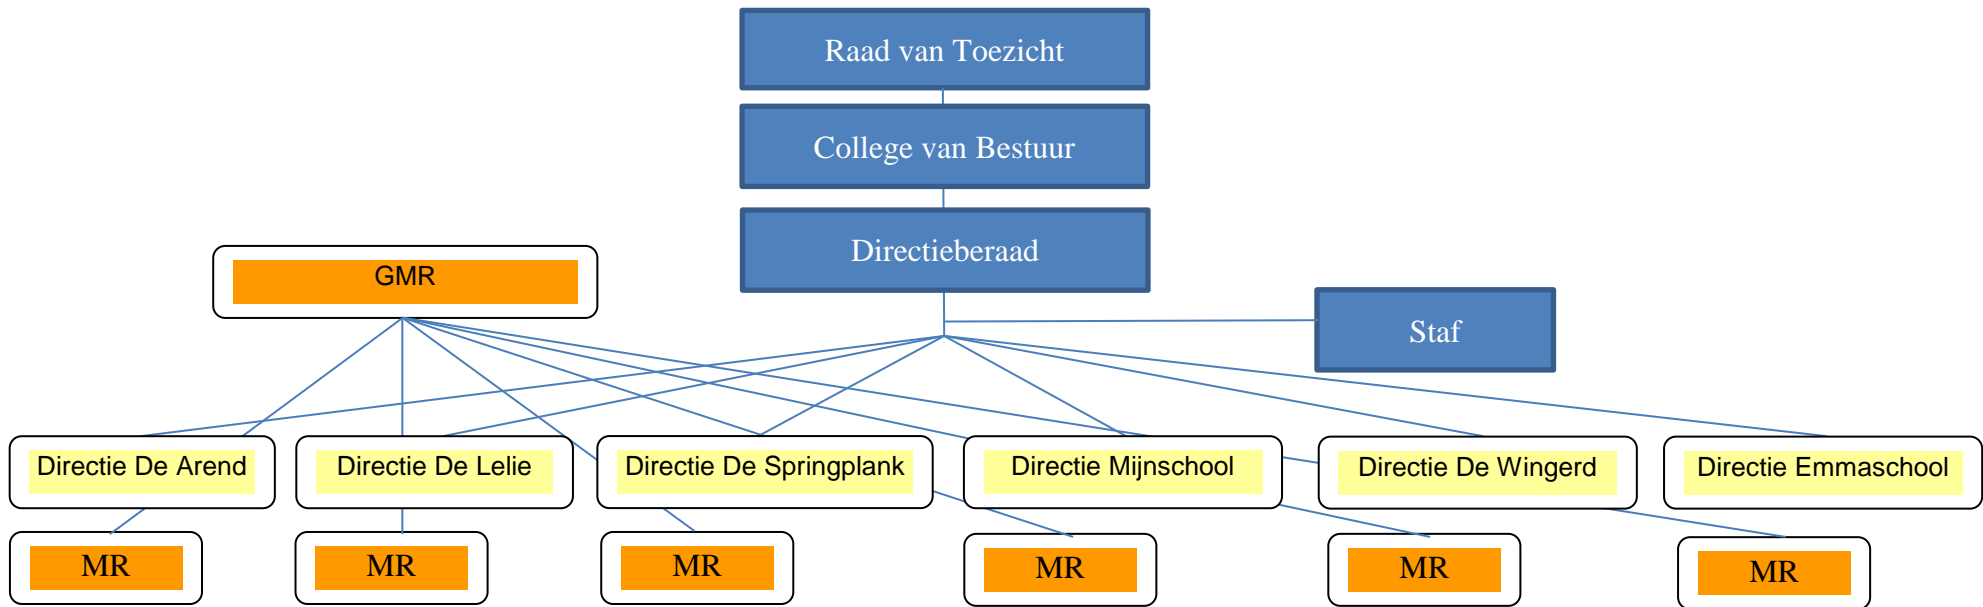 Raad van Toezicht
College van Bestuur
Directieberaad
GMR
Staf
Directie De Arend
Directie De Lelie
Directie De Springplank
Directie Mijnschool
Directie De Wingerd
Directie Emmaschool
MR
MR
MR
MR
MR
MR